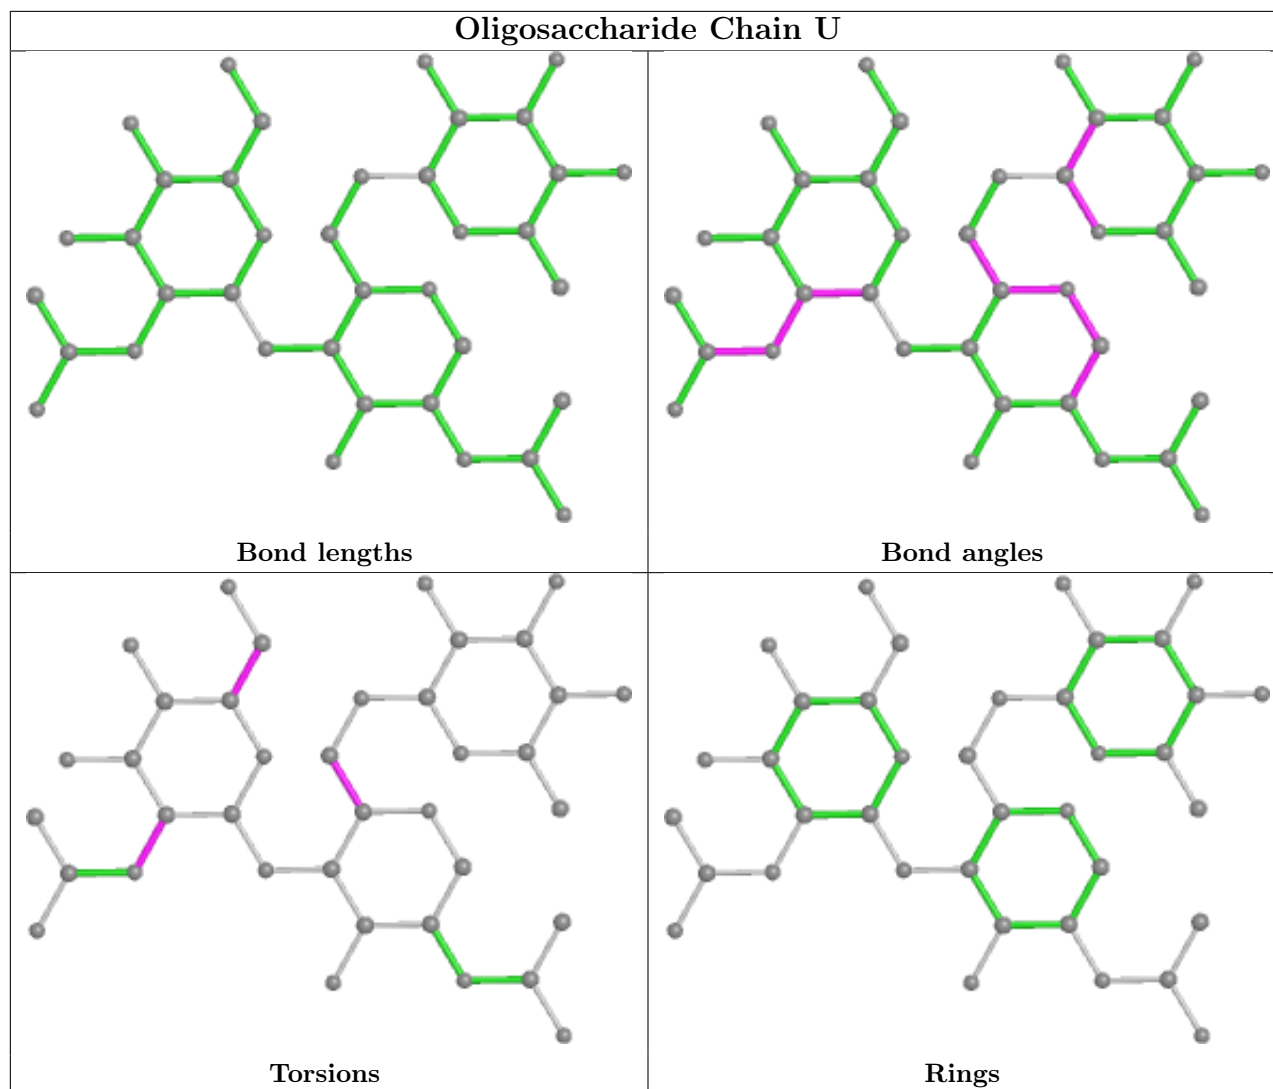 Oligosaccharide Chain U
Bond lengths
Bond angles
Torsions
Rings